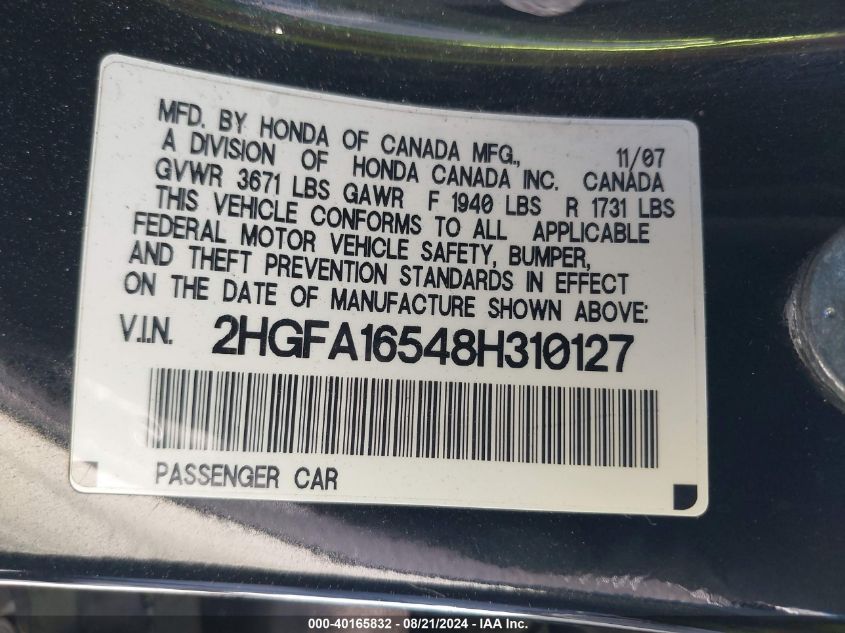 MFD. BY HONDA OF CANADA MFG., 11/07
A DIVISION OF HONDA CANADA INC. CANADA
GVWR 3671 LBS GAWR F 1940 LBS R 1731 LBS
THIS VEHICLE CONFORMS TO ALL APPLICABLE
FEDERAL MOTOR VEHICLE SAFETY, BUMPER,
AND THEFT PREVENTION STANDARDS IN EFFECT
ON THE DATE OF MANUFACTURE SHOWN ABOVE:
V.I.N. 2HGFA16548H310127
PASSENGER CAR
000-40165832 - 08/21/2024 - IAA Inc.